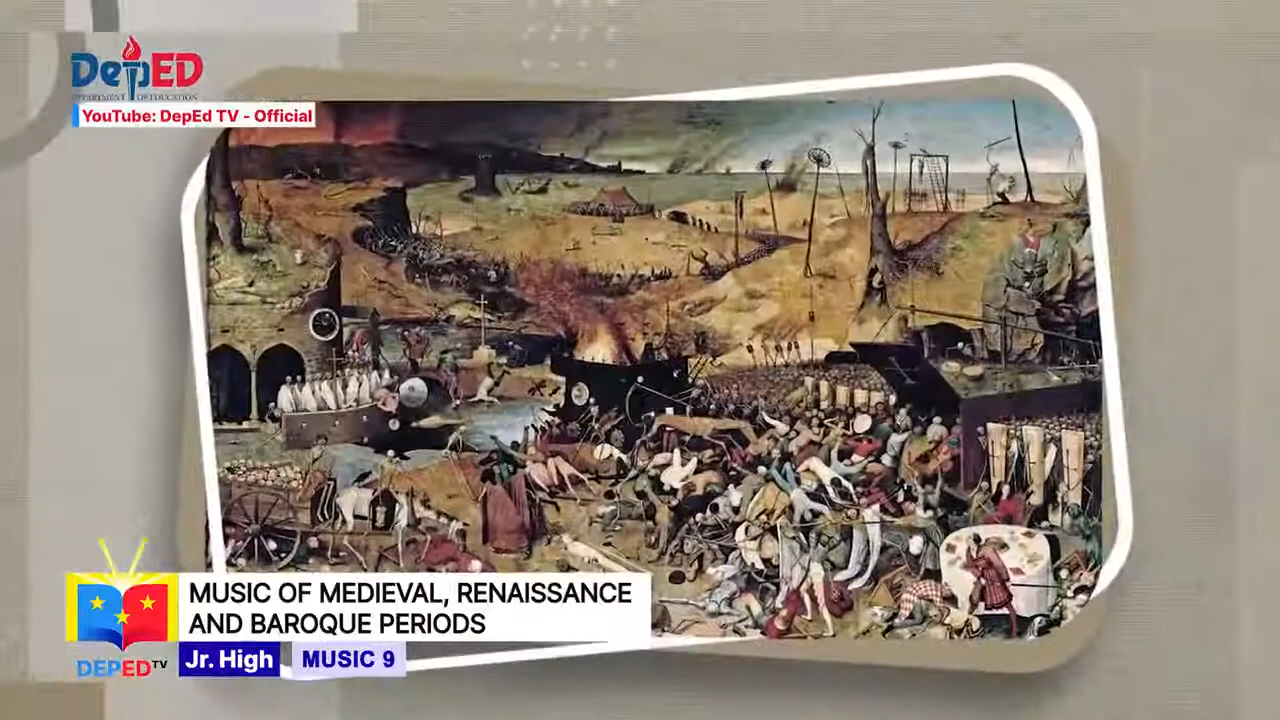 DepED
DEPARTMENT OF EDUCATION
YouTube: DepEd TV - Official
MUSIC OF MEDIEVAL, RENAISSANCE
AND BAROQUE PERIODS
DEPED TV
Jr. High
MUSIC 9